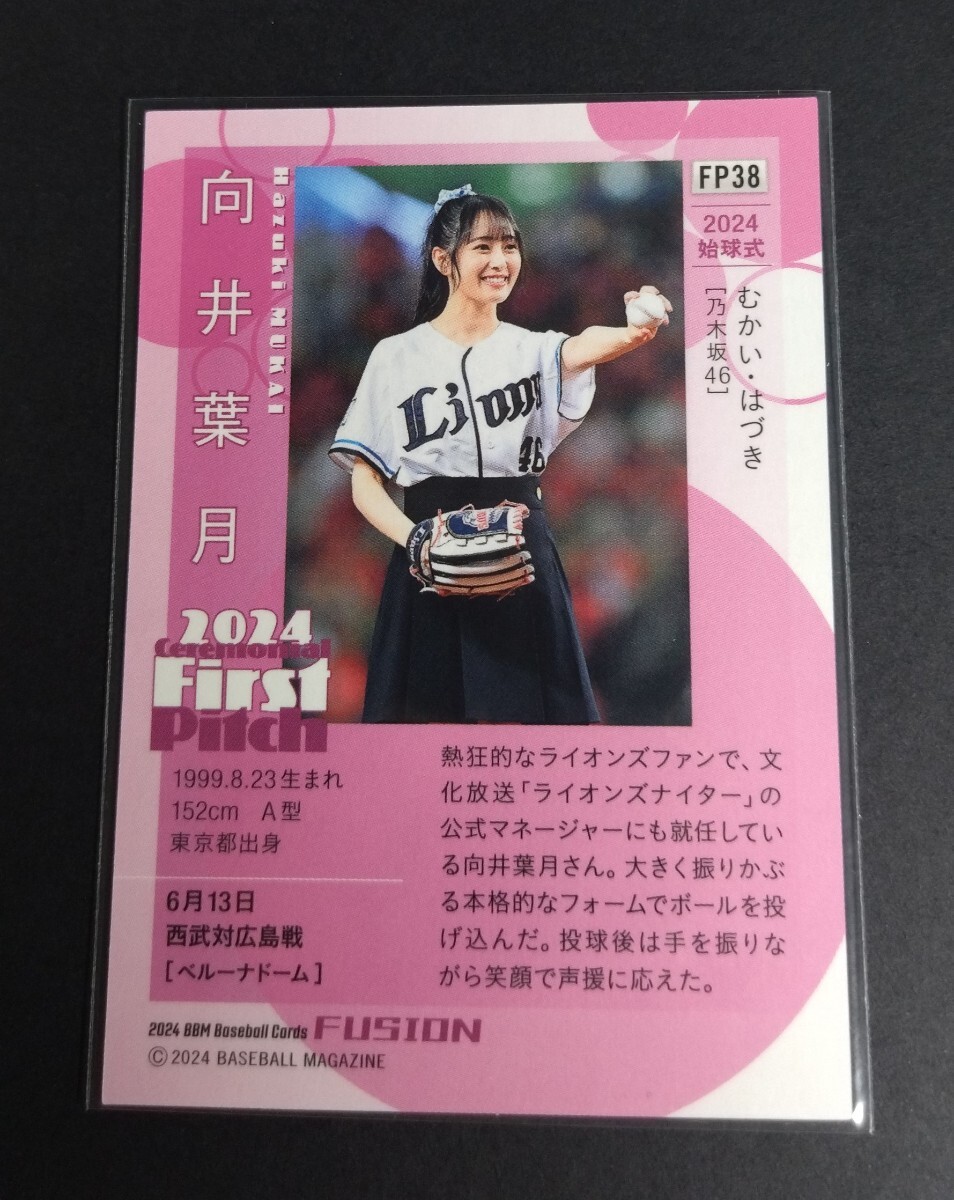 向井葉月
Hazuki MUKAI
FP38
2024
始球式
むかい・はづき
[乃木坂46]
Lions
46
2024
Ceremonial
First
Pitch
1999.8.23生まれ
152cm A型
東京都出身
6月13日
西武対広島戦
[ベルーナドーム]
熱狂的なライオンズファンで、文
化放送「ライオンズナイター」の
公式マネージャーにも就任してい
る向井葉月さん。大きく振りかぶ
る本格的なフォームでボールを投
げ込んだ。投球後は手を振りな
がら笑顔で声援に応えた。
2024 BBM Baseball Cards FUSION
Ⓒ 2024 BASEBALL MAGAZINE